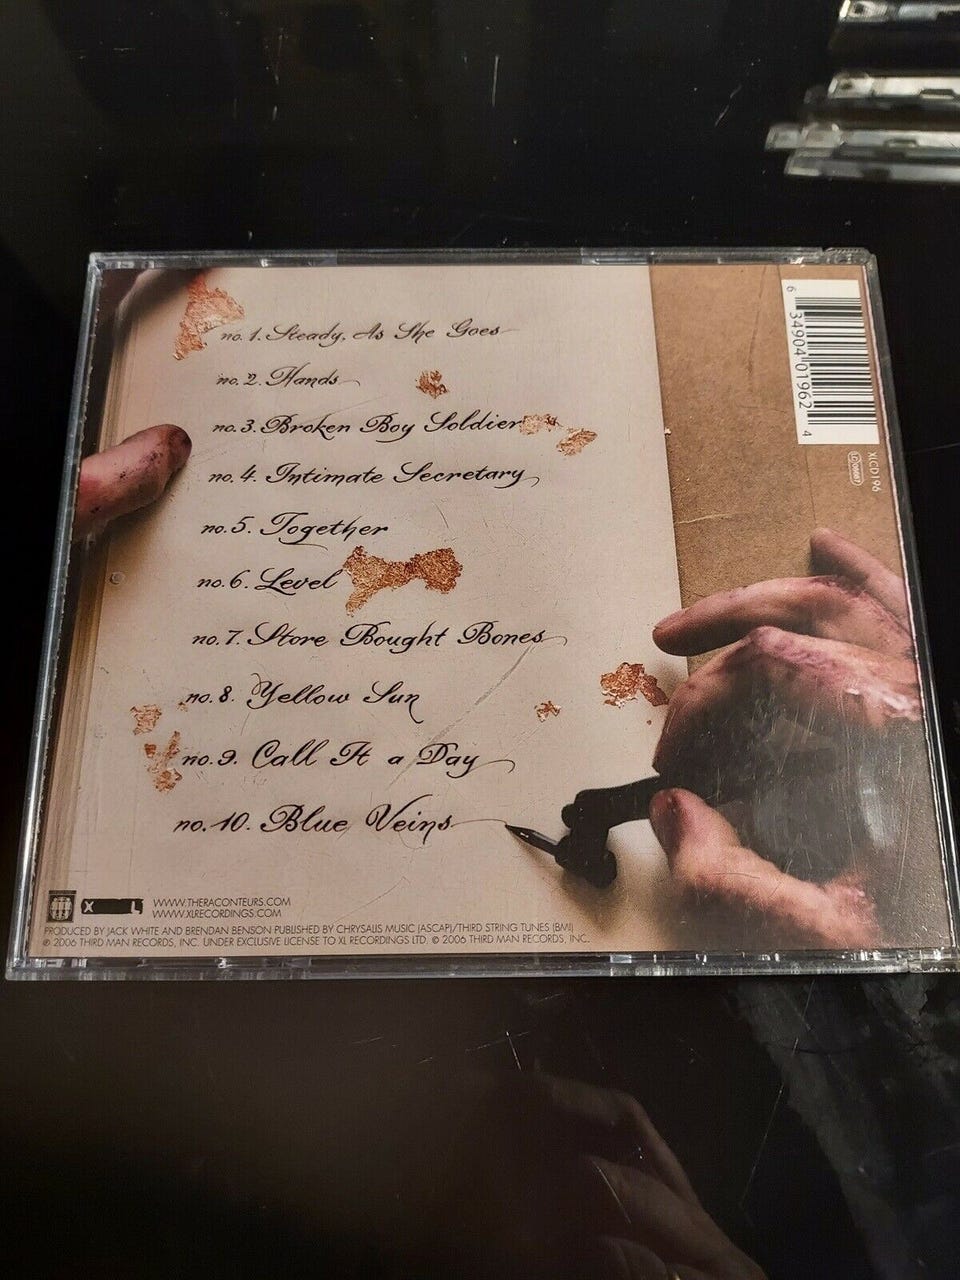 no. 1. Steady, As She Goes
no. 2. Hands
no. 3. Broken Boy Soldier
no. 4. Intimate Secretary
no. 5. Together
no. 6. Level
no. 7. Store Bought Bones
no. 8. Yellow Sun
no. 9. Call It a Day
no. 10. Blue Veins
6 34904 01962 4
XLCD196
LC 05667
X L
WWW.THERACONTEURS.COM
WWW.XLRECORDINGS.COM
PRODUCED BY JACK WHITE AND BRENDAN BENSON PUBLISHED BY CHRYSALIS MUSIC (ASCAP)/THIRD STRING TUNES (BMI)
℗ 2006 THIRD MAN RECORDS, INC. UNDER EXCLUSIVE LICENSE TO XL RECORDINGS LTD. © 2006 THIRD MAN RECORDS, INC.